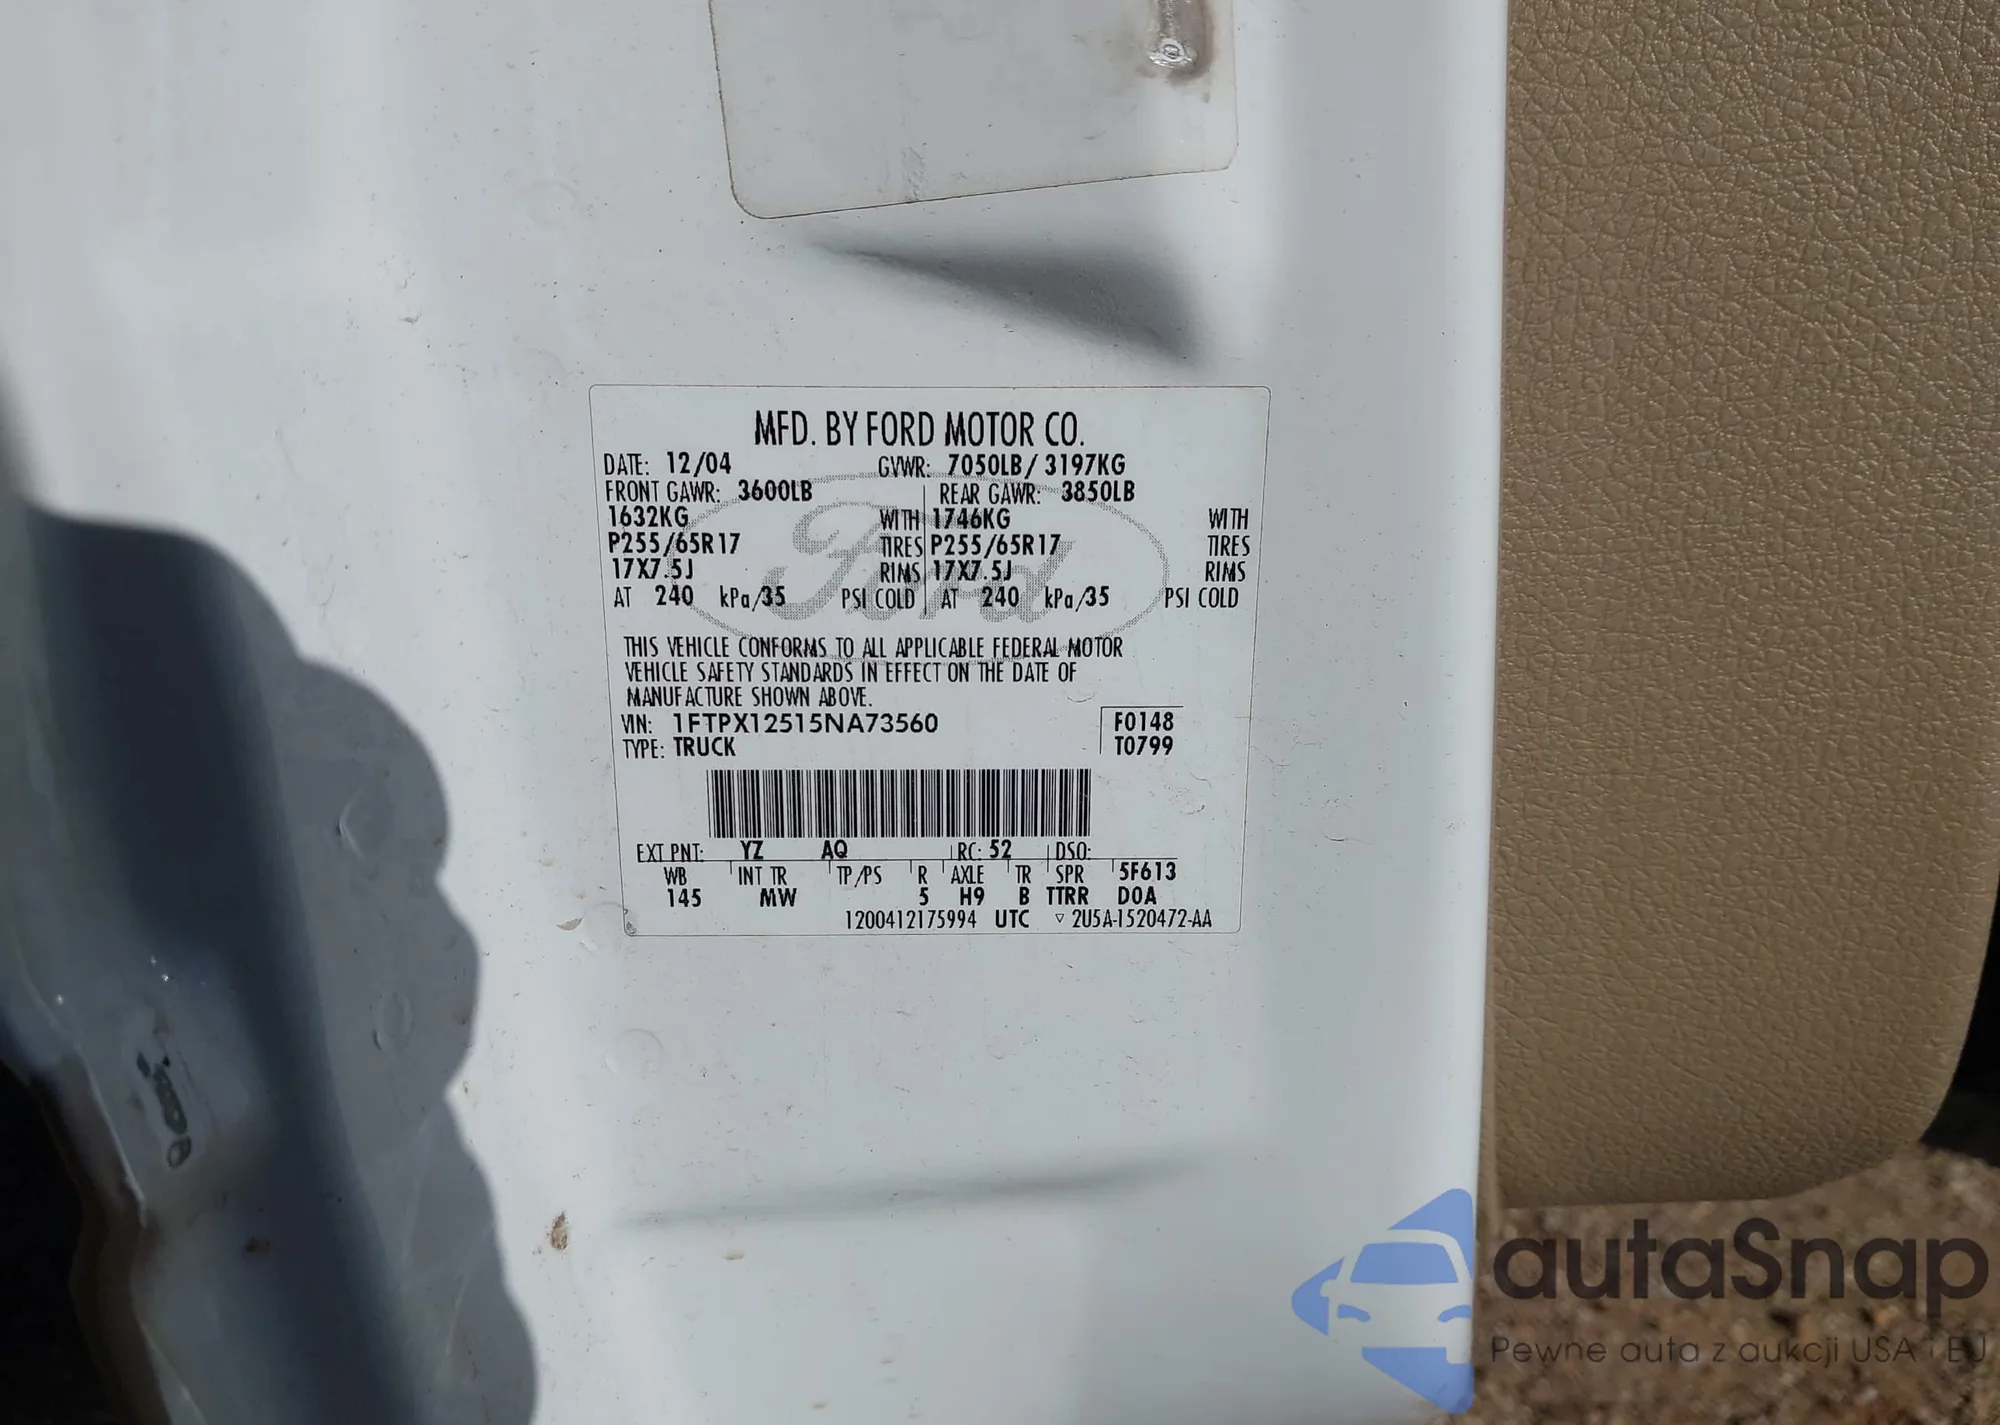 MFD. BY FORD MOTOR CO.
DATE: 12/04 GVWR: 7050LB/ 3197KG
FRONT GAWR: 3600LB REAR GAWR: 3850LB
1632KG WITH 1746KG WITH
P255/65R17 TIRES P255/65R17 TIRES
17X7.5J RIMS 17X7.5J RIMS
AT 240 kPa/35 PSI COLD AT 240 kPa/35 PSI COLD
Ford
THIS VEHICLE CONFORMS TO ALL APPLICABLE FEDERAL MOTOR
VEHICLE SAFETY STANDARDS IN EFFECT ON THE DATE OF
MANUFACTURE SHOWN ABOVE.
VIN: 1FTPX12515NA73560 F0148
TYPE: TRUCK T0799
EXT PNT: YZ AQ RC: 52 DSO:
WB INT TR TP/PS R AXLE TR SPR 5F613
145 MW 5 H9 B TTRR D0A
1200412175994 UTC ▽ 2U5A-1520472-AA
autaSnap
Pewne auta z aukcji USA i EU